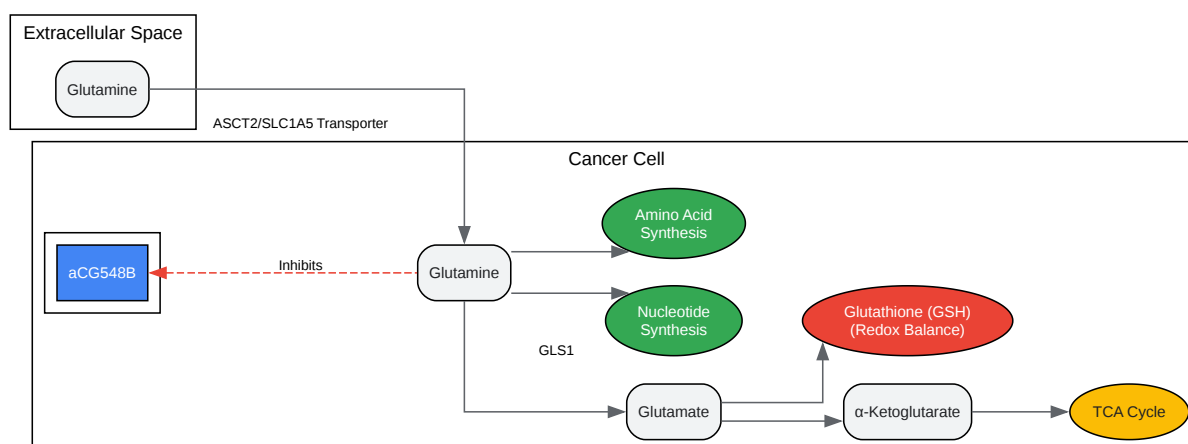 Extracellular Space
Glutamine
ASCT2/SLC1A5 Transporter
Cancer Cell
Amino Acid
Synthesis
aCG548B
Inhibits
Glutamine
Nucleotide
Synthesis
Glutathione (GSH)
(Redox Balance)
GLS1
Glutamate
α-Ketoglutarate
TCA Cycle